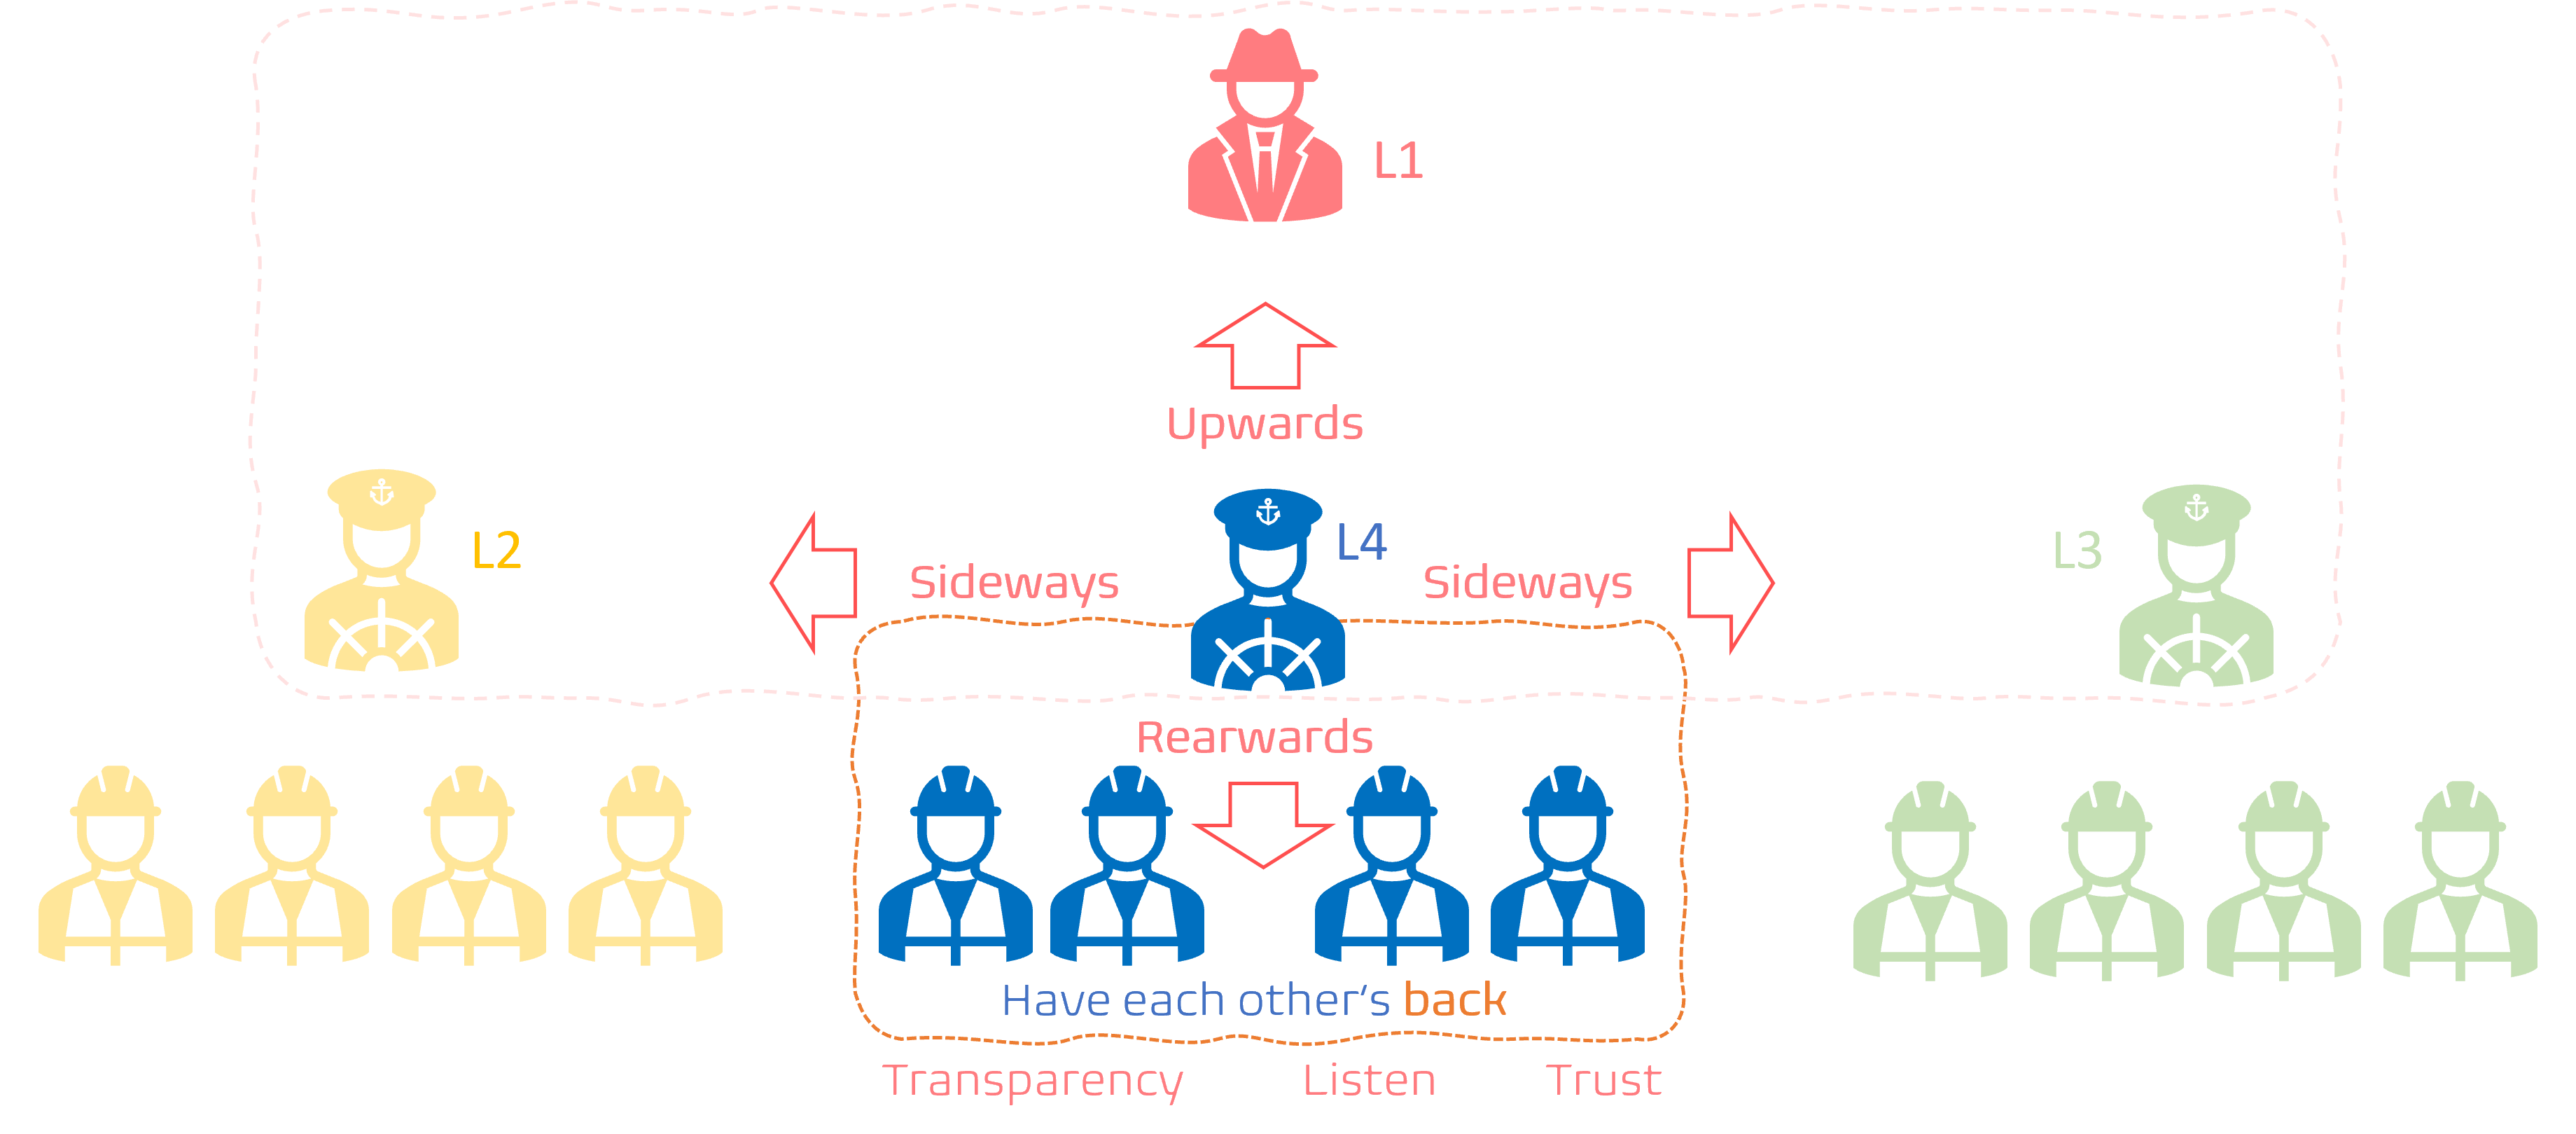 L1
Upwards
L2
Sideways
L4
Sideways
L3
Rearwards
Have each other's back
Transparency
Listen
Trust